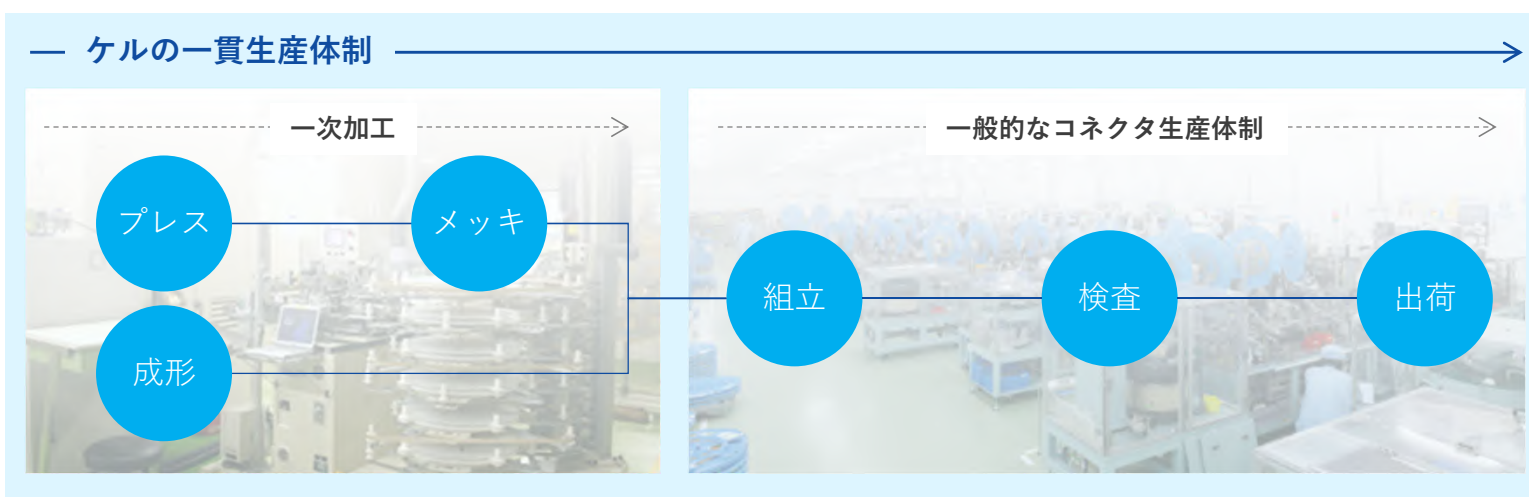 ケルの一貫生産体制
一次加工
一般的なコネクタ生産体制
プレス
メッキ
成形
組立
検査
出荷